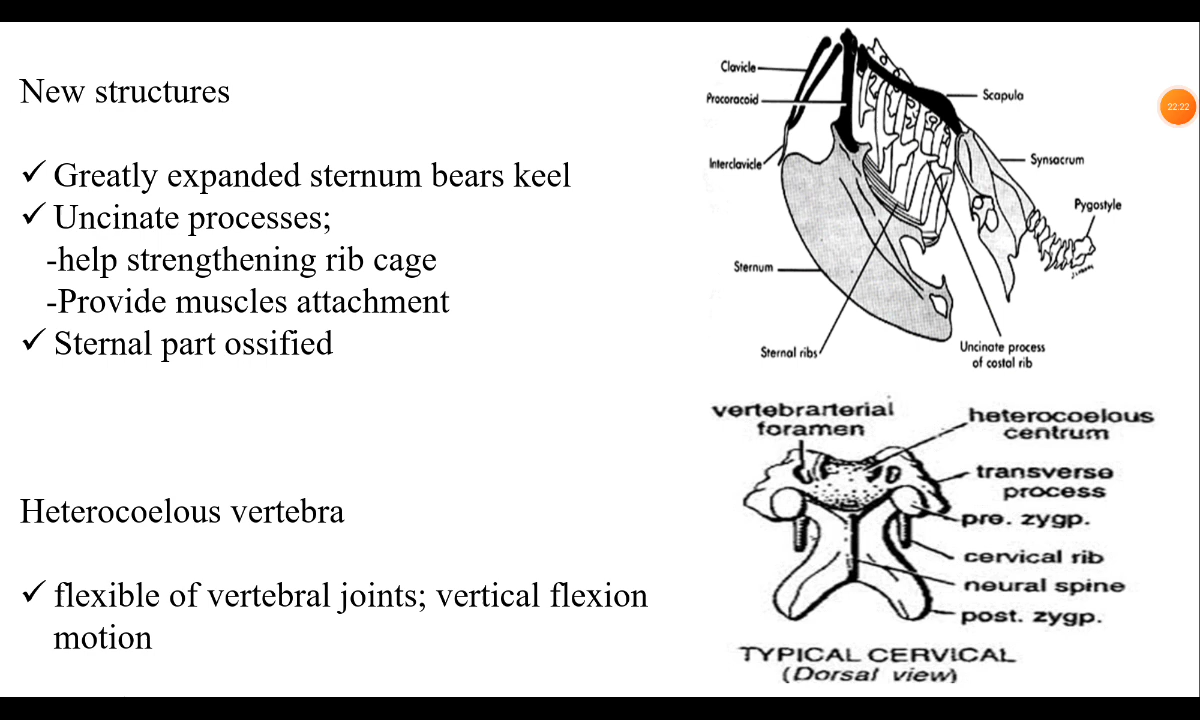 New structures
✓ Greatly expanded sternum bears keel
✓ Uncinate processes;
-help strengthening rib cage
-Provide muscles attachment
✓ Sternal part ossified
Heterocoelous vertebra
✓ flexible of vertebral joints; vertical flexion
motion
Clavicle
Procoracoid
Interclavicle
Sternum
Sternal ribs
Scapula
Synsacrum
Pygostyle
Uncinate process
of costal rib
22:22
vertebrarterial
foramen
heterocoelous
centrum
transverse
process
pre. zygp.
cervical rib
neural spine
post. zygp.
TYPICAL CERVICAL
(Dorsal view)